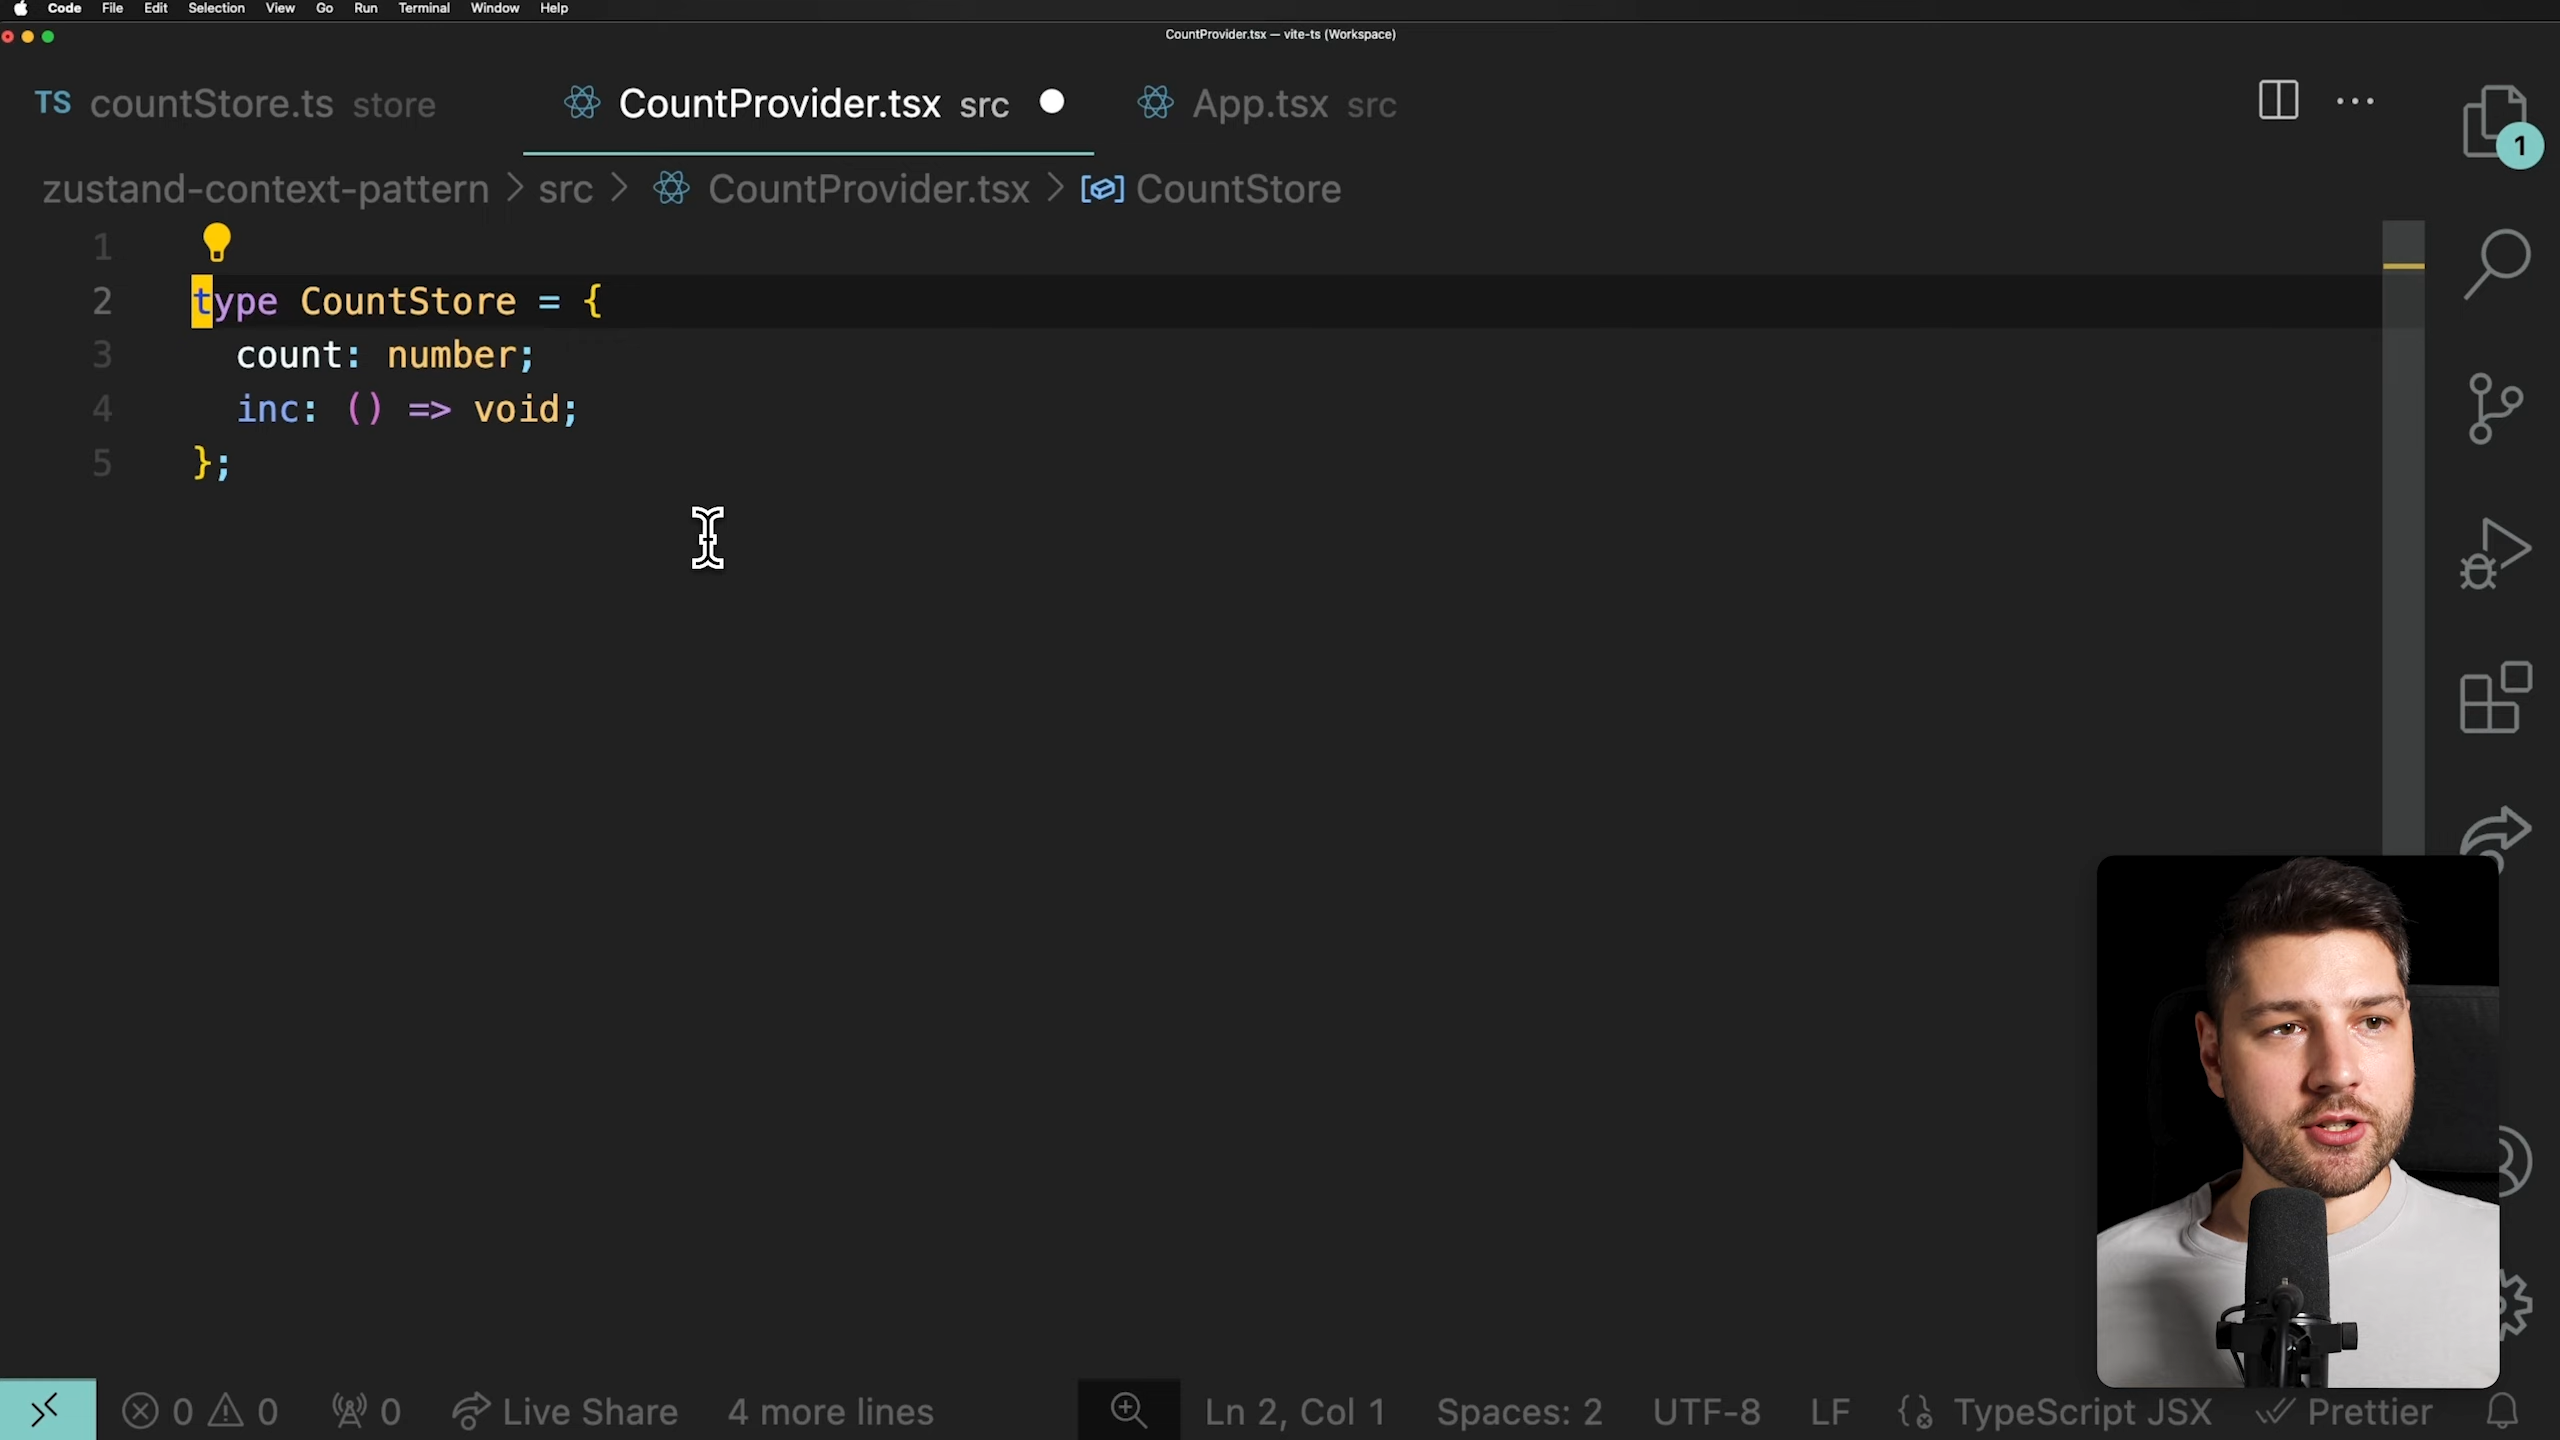 Code File Edit Selection View Go Run Terminal Window Help
CountProvider.tsx — vite-ts (Workspace)
TS countStore.ts store CountProvider.tsx src App.tsx src
1
zustand-context-pattern > src > CountProvider.tsx > CountStore
1
2 type CountStore = {
3 count: number;
4 inc: () => void;
5 };
0 0 0 Live Share 4 more lines Ln 2, Col 1 Spaces: 2 UTF-8 LF TypeScript JSX Prettier